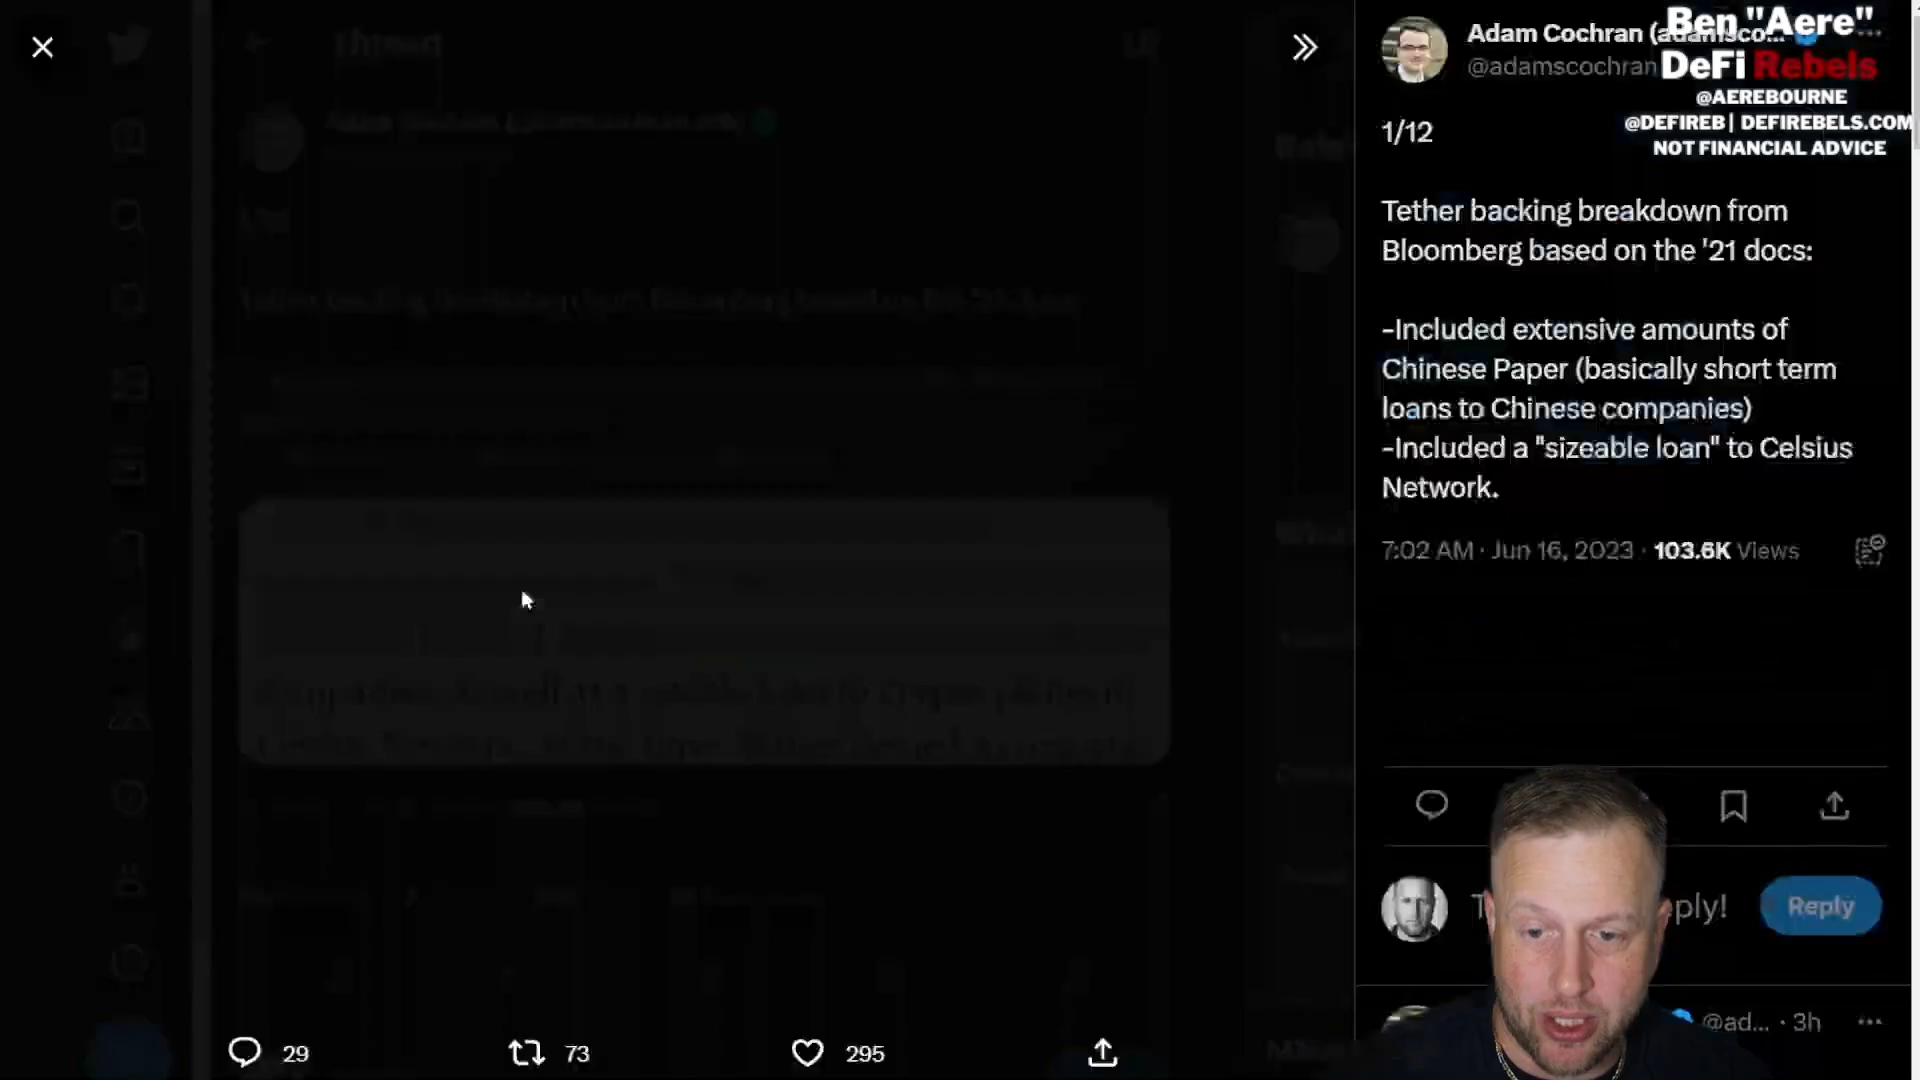 Adam Cochran (adamsco...
@adamscochran
Ben "Aere"
DeFi Rebels
@AEREBOURNE
@DEFIREB | DEFIREBELS.COM
NOT FINANCIAL ADVICE
1/12
Tether backing breakdown from
Bloomberg based on the '21 docs:
-Included extensive amounts of
Chinese Paper (basically short term
loans to Chinese companies)
-Included a "sizeable loan" to Celsius
Network.
7:02 AM · Jun 16, 2023 · 103.6K Views
Reply
@ad... · 3h
29
73
295